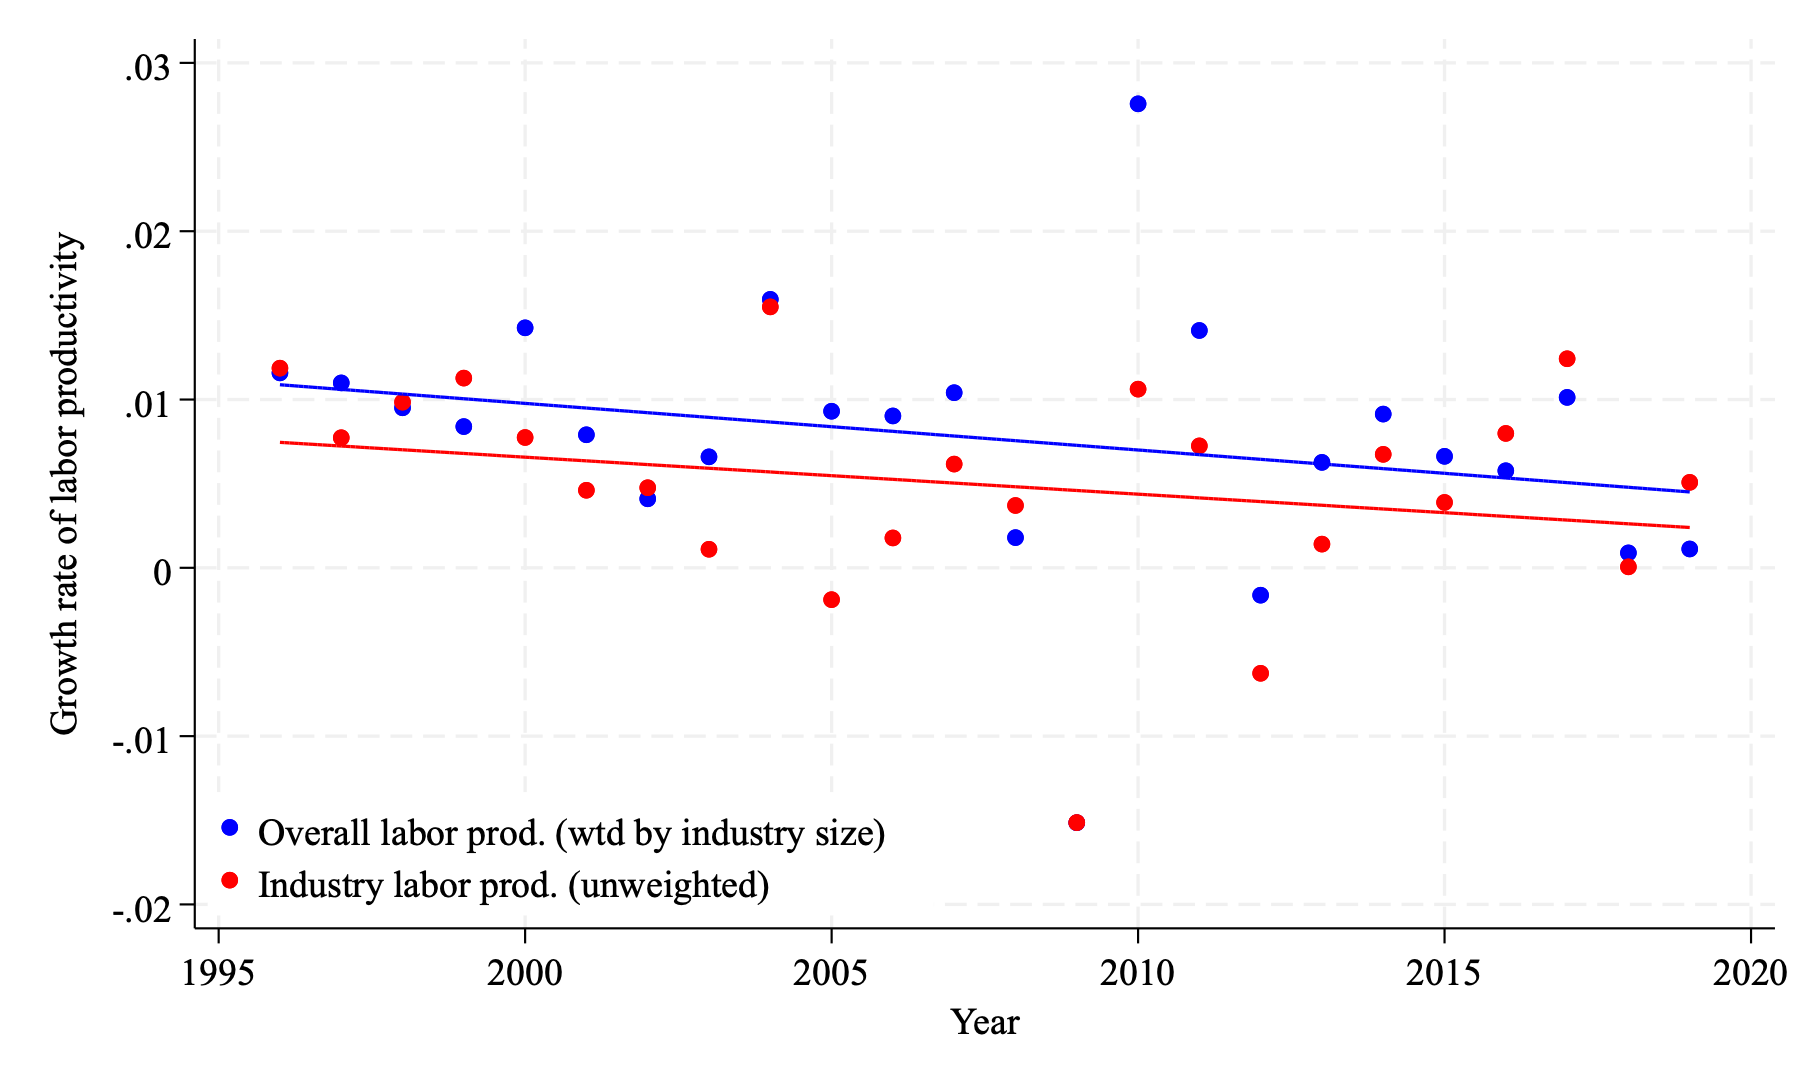 .03
.02
.01
0
-.01
-.02
Growth rate of labor productivity
Overall labor prod. (wtd by industry size)
Industry labor prod. (unweighted)
1995 2000 2005 2010 2015 2020
Year